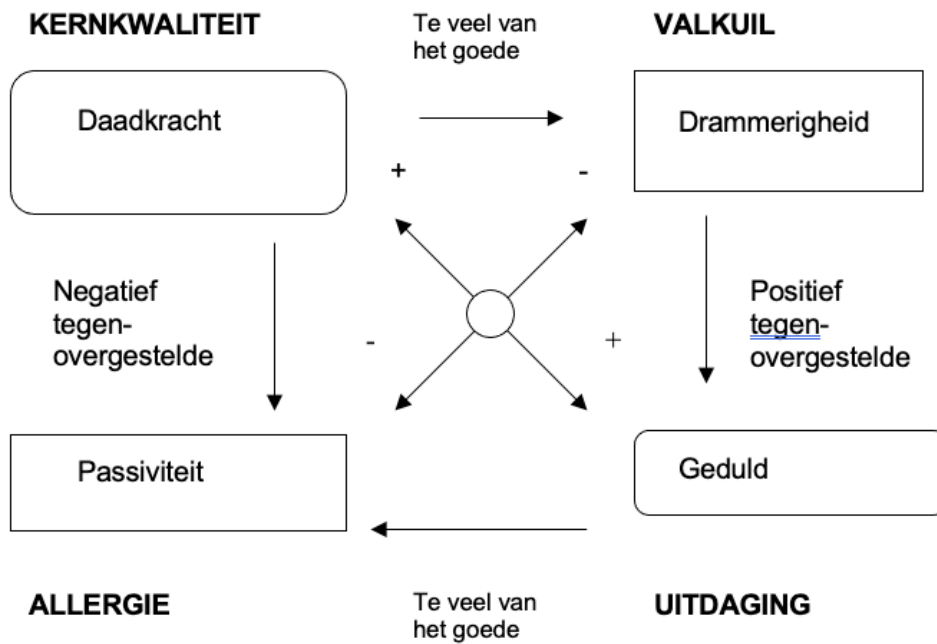 KERNKWALITEIT
Te veel van
het goede
VALKUIL
Daadkracht
Drammerigheid
+
-
Negatief
tegen-
overgestelde
-
+
Positief
tegen-
overgestelde
Passiviteit
Geduld
ALLERGIE
Te veel van
het goede
UITDAGING